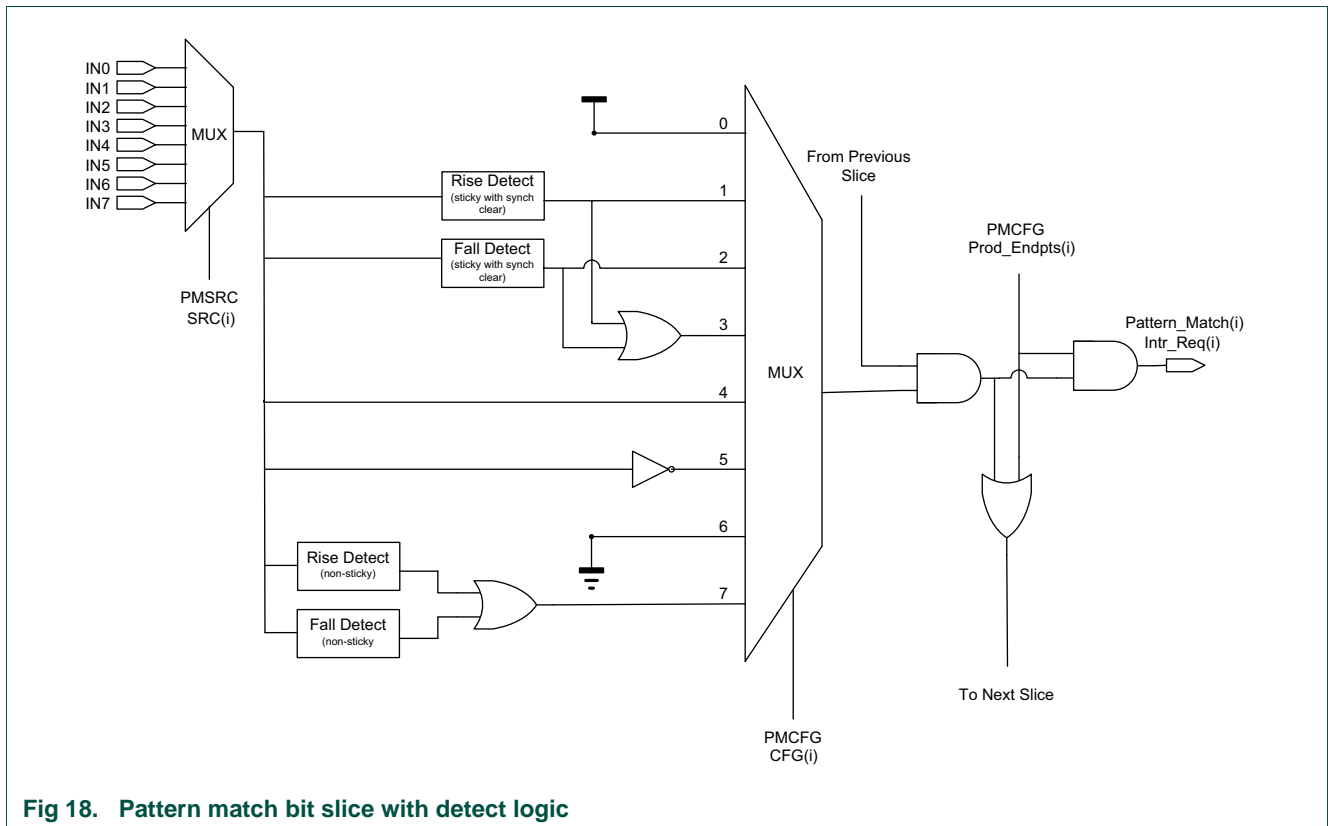 IN0
IN1
IN2
IN3
IN4
IN5
IN6
IN7
MUX
PMSRC
SRC(i)
Rise Detect
(sticky with synch
clear)
Fall Detect
(sticky with synch
clear)
Rise Detect
(non-sticky)
Fall Detect
(non-sticky
0
1
2
3
4
5
6
7
MUX
PMCFG
CFG(i)
From Previous
Slice
PMCFG
Prod_Endpts(i)
Pattern_Match(i)
Intr_Req(i)
To Next Slice
Fig 18. Pattern match bit slice with detect logic